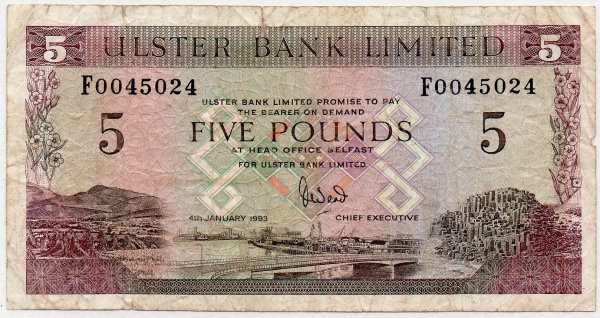 5 ULSTER BANK LIMITED 5
F0045024 F0045024
ULSTER BANK LIMITED PROMISE TO PAY
THE BEARER ON DEMAND
5 FIVE POUNDS 5
AT HEAD OFFICE BELFAST
FOR ULSTER BANK LIMITED.
4th JANUARY 1993 CHIEF EXECUTIVE